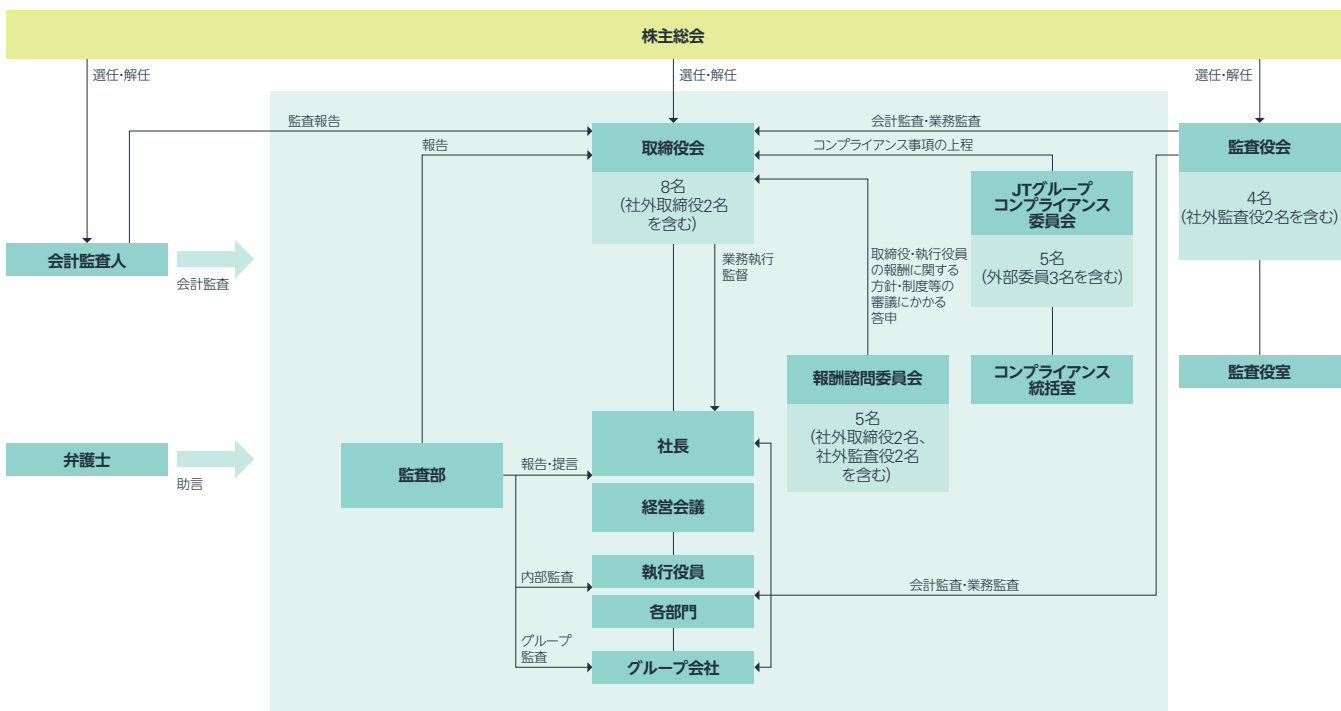 株主総会
選任・解任
選任・解任
選任・解任
監査報告
報告
取締役会
8名
(社外取締役2名
を含む)
会計監査・業務監査
コンプライアンス事項の上程
監査役会
4名
(社外監査役2名を含む)
JTグループ
コンプライアンス
委員会
5名
(外部委員3名を含む)
会計監査人
会計監査
業務執行
監督
取締役・執行役員
の報酬に関する
方針・制度等の
審議にかかる
答申
報酬諮問委員会
5名
(社外取締役2名、
社外監査役2名
を含む)
コンプライアンス
統括室
監査役室
弁護士
助言
監査部
報告・提言
社長
経営会議
内部監査
執行役員
会計監査・業務監査
各部門
グループ
監査
グループ会社